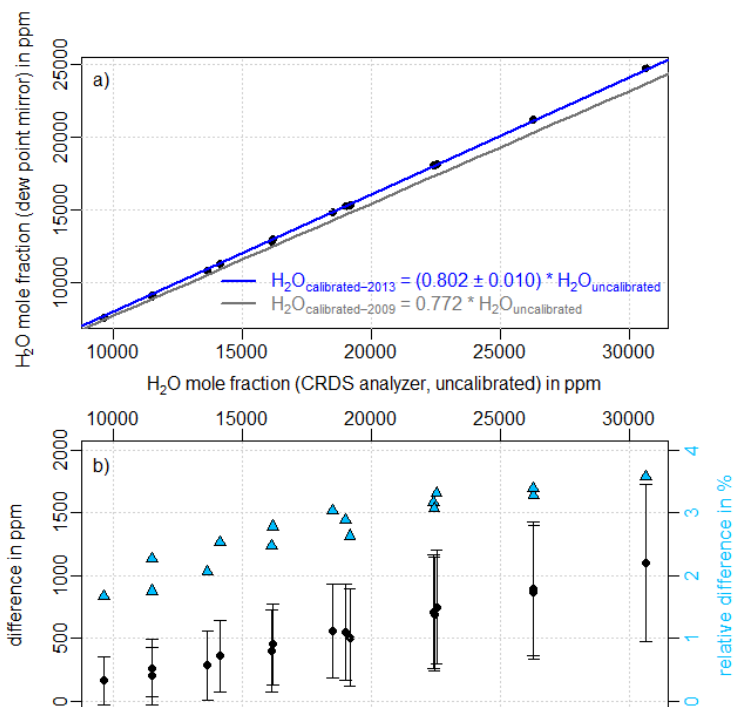 H₂O mole fraction (dew point mirror) in ppm
25000
20000
15000
10000
a)
H₂Ocalibrated−2013 = (0.802 ± 0.010) * H₂Ouncalibrated
H₂Ocalibrated−2009 = 0.772 * H₂Ouncalibrated
10000 15000 20000 25000 30000
H₂O mole fraction (CRDS analyzer, uncalibrated) in ppm
10000 15000 20000 25000 30000
b)
difference in ppm
2000
1500
1000
500
0
4
3
2
1
0
relative difference in %